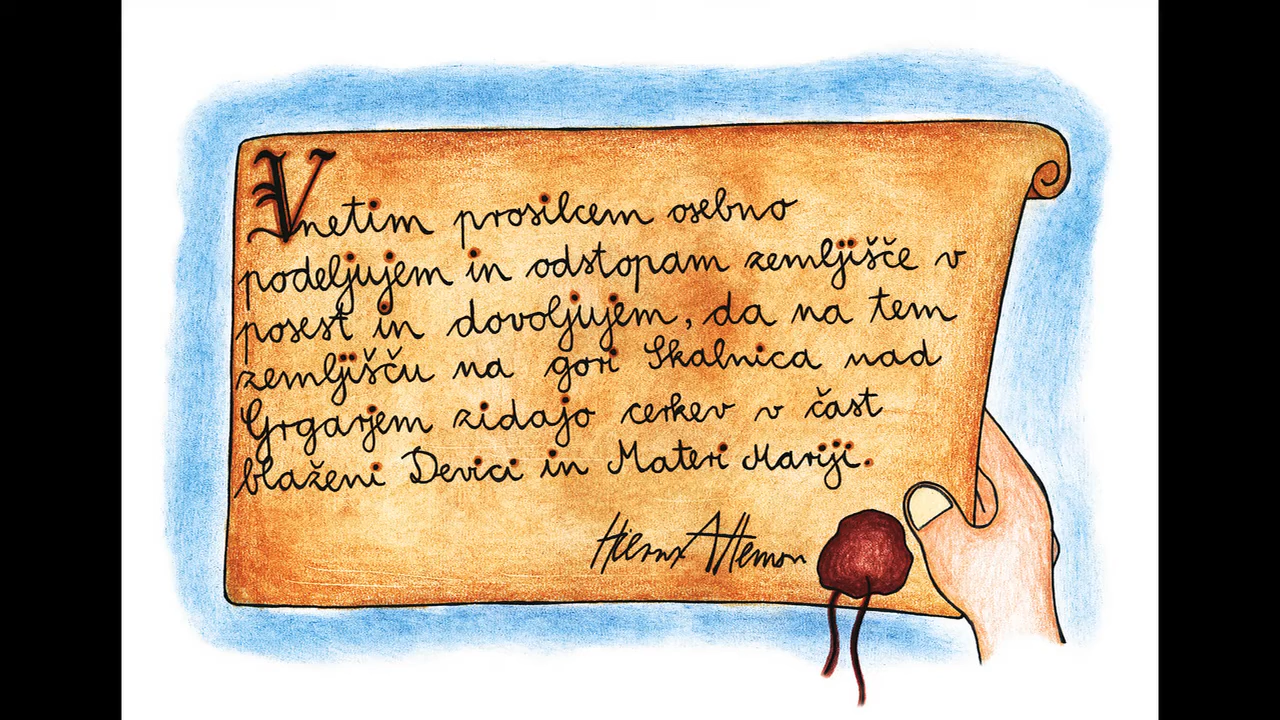 Vnetim prosilcem osebno
podeljujem in odstopam zemljišče v
posest in dovoljujem, da na tem
zemljišču na gori Skalnica nad
Grgarjem zidajo cerkev v čast
blaženi Devici in Materi Mariji.